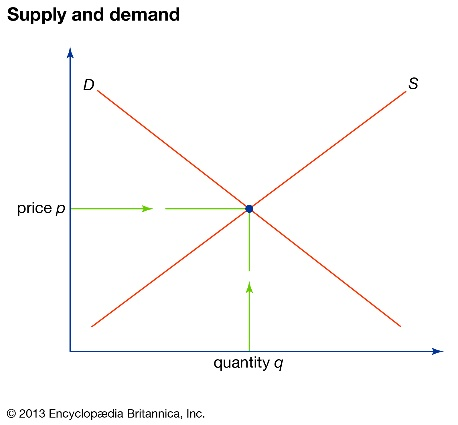 Supply and demand
D
S
price p
quantity q
© 2013 Encyclopædia Britannica, Inc.